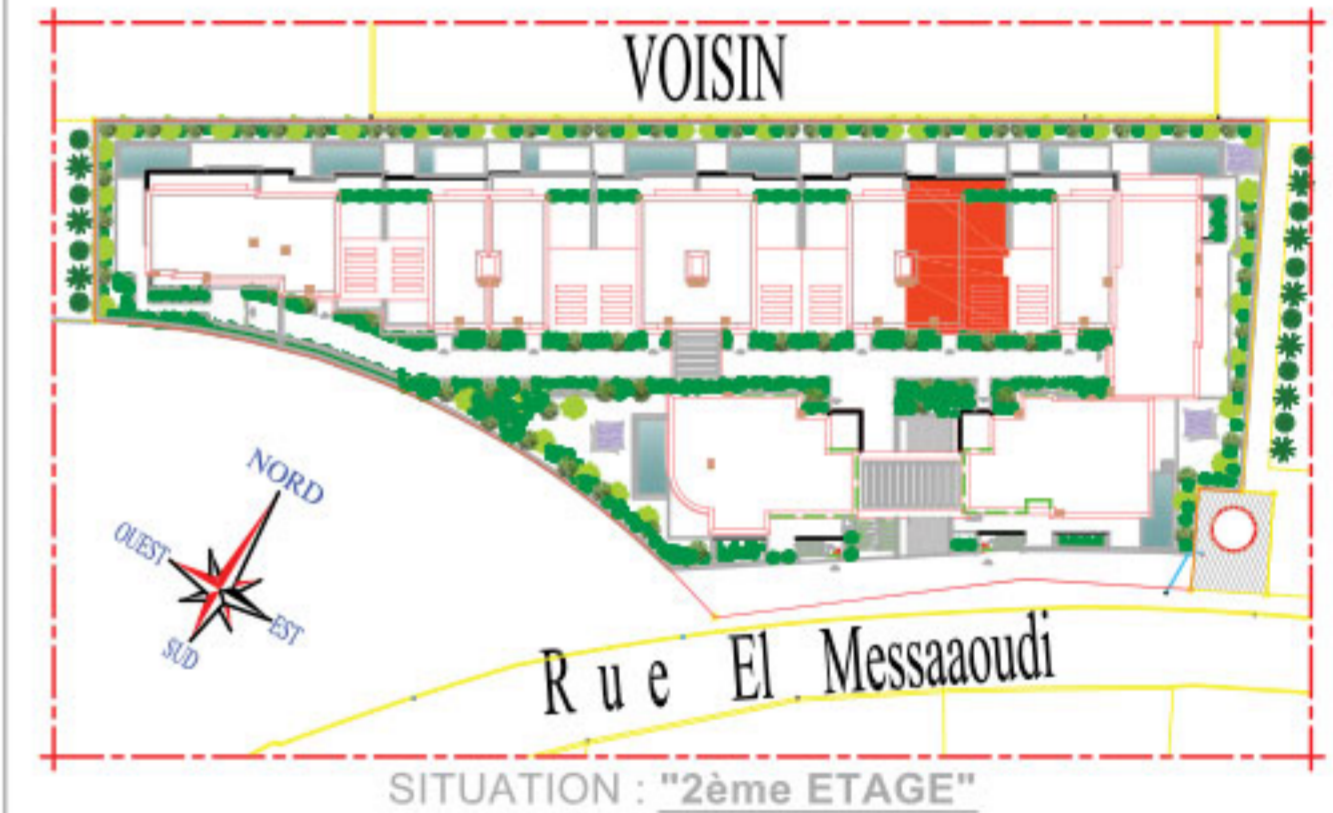 VOISIN
NORD
OUEST
EST
SUD
Rue El Messaaoudi
SITUATION : "2ème ETAGE"